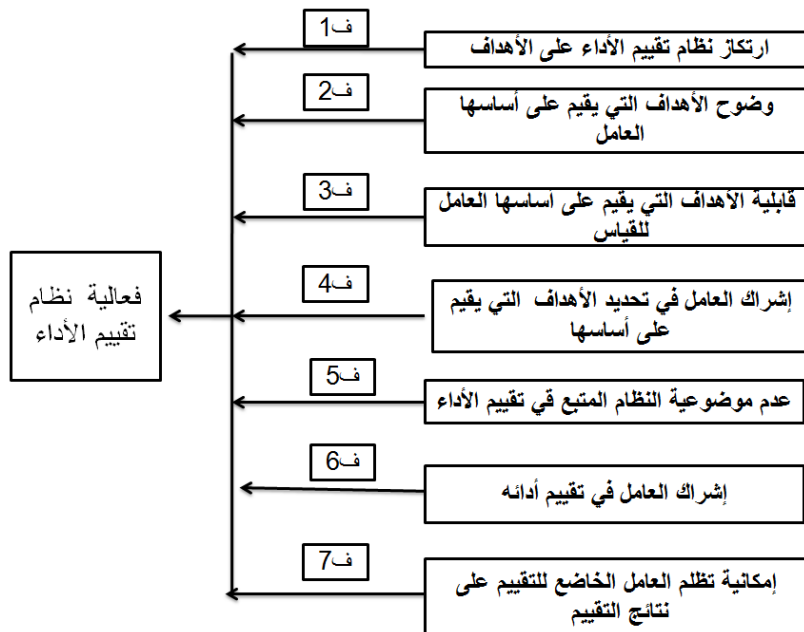 ف1
ارتكاز نظام تقييم الأداء على الأهداف
ف2
وضوح الأهداف التي يقيم على أساسها
العامل
ف3
قابلية الأهداف التي يقيم على أساسها العامل
للقياس
ف4
إشراك العامل في تحديد الأهداف التي يقيم
على أساسها
فعالية نظام
تقييم الأداء
ف5
عدم موضوعية النظام المتبع قي تقييم الأداء
ف6
إشراك العامل في تقييم أدائه
ف7
إمكانية تظلم العامل الخاضع للتقييم على
نتائج التقييم